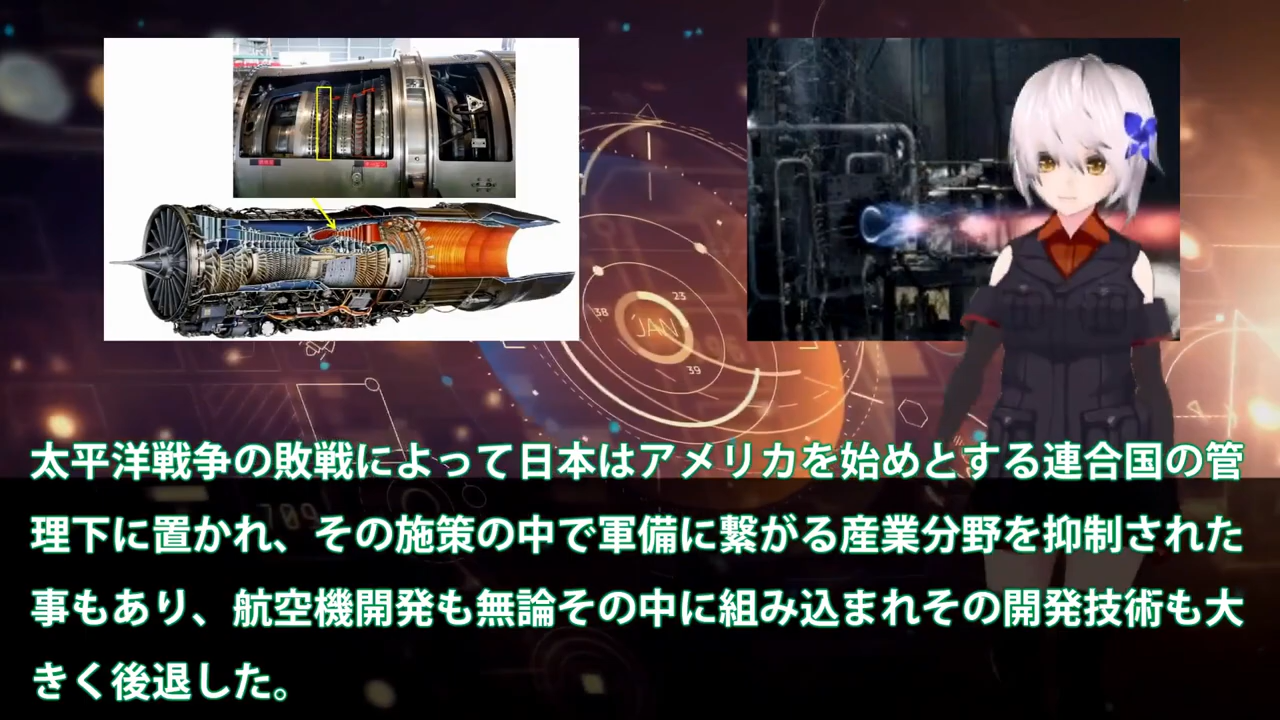 38
23
JAN
39
太平洋戦争の敗戦によって日本はアメリカを始めとする連合国の管
理下に置かれ、その施策の中で軍備に繋がる産業分野を抑制された
事もあり、航空機開発も無論その中に組み込まれその開発技術も大
きく後退した。